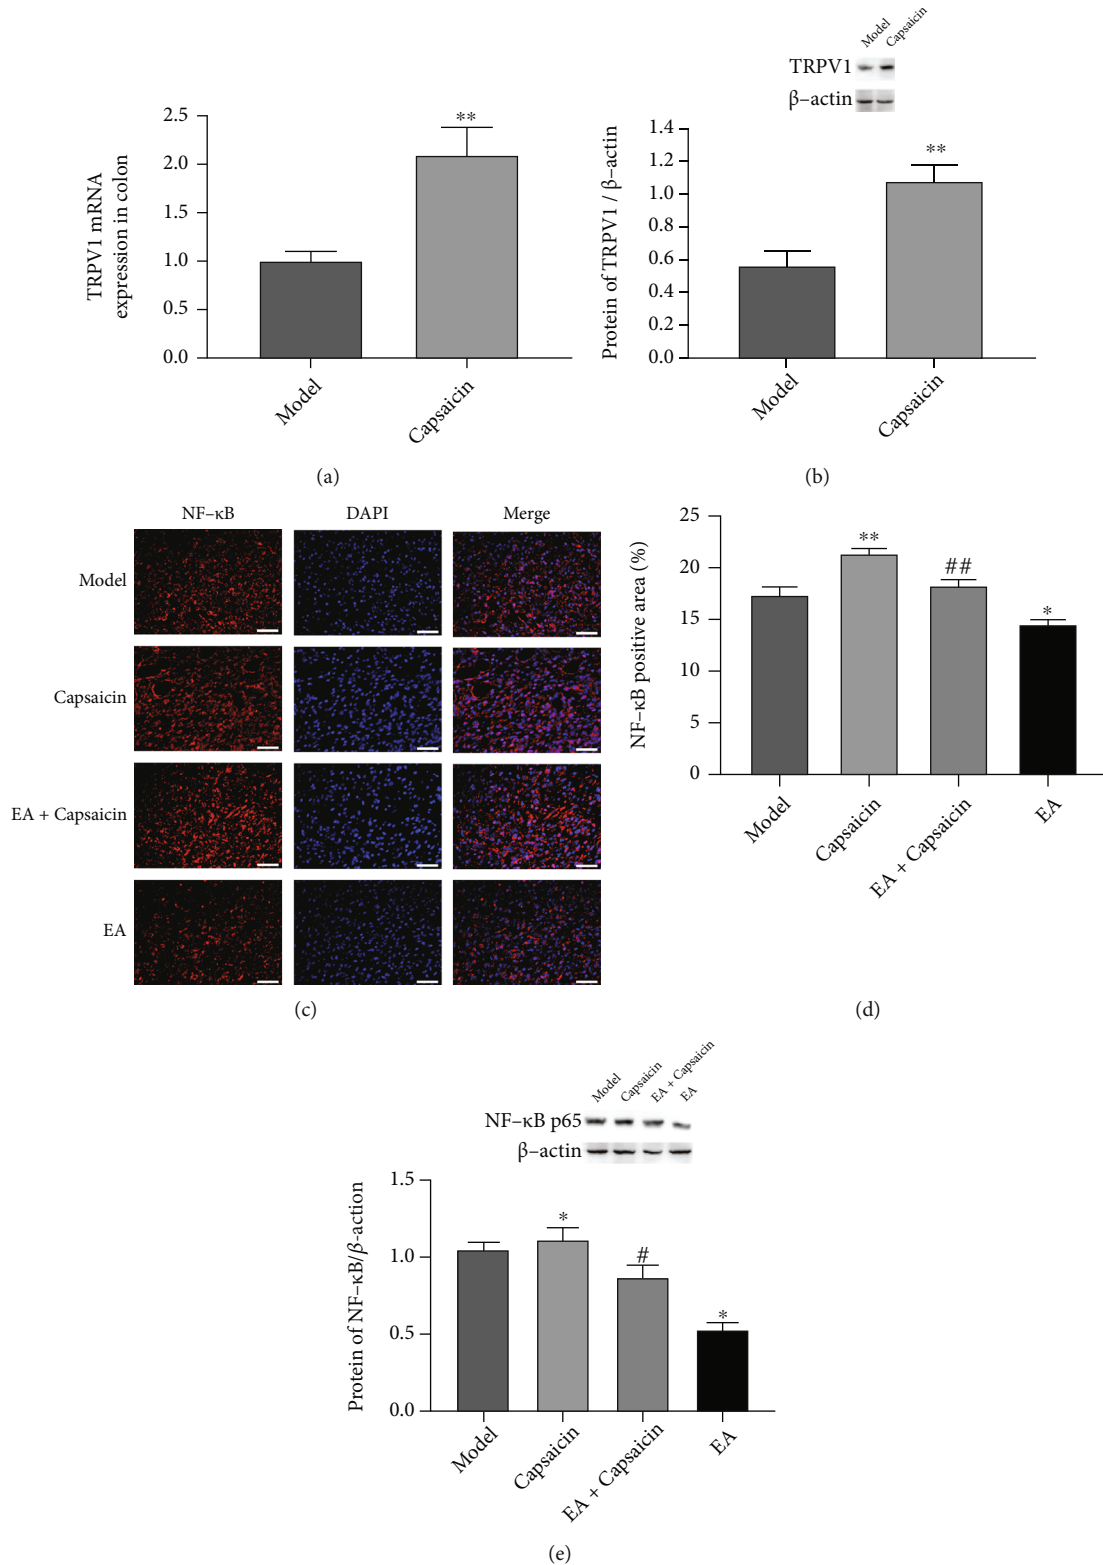 TRPV1 mRNA
expression in colon
2.5
2.0
1.5
1.0
0.5
0.0
**
Model
Capsaicin
(a)
Model
Capsaicin
TRPV1
β–actin
Protein of TRPV1 / β–actin
1.4
1.2
1.0
0.8
0.6
0.4
0.2
0.0
**
Model
Capsaicin
(b)
NF–κB
DAPI
Merge
Model
Capsaicin
EA + Capsaicin
EA
(c)
NF–κB positive area (%)
25
20
15
10
5
0
**
##
*
Model
Capsaicin
EA + Capsaicin
EA
(d)
Model
Capsaicin
EA + Capsaicin
EA
NF–κB p65
β–actin
Protein of NF–κB/β-action
1.5
1.0
0.5
0.0
*
#
*
Model
Capsaicin
EA + Capsaicin
EA
(e)